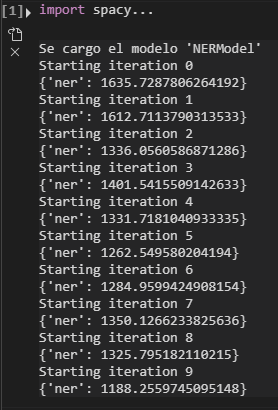 [1] import spacy...
Se cargo el modelo 'NERModel'
Starting iteration 0
{'ner': 1635.7287806264192}
Starting iteration 1
{'ner': 1612.7113790313533}
Starting iteration 2
{'ner': 1336.0560586871286}
Starting iteration 3
{'ner': 1401.5415509142633}
Starting iteration 4
{'ner': 1331.7181040933335}
Starting iteration 5
{'ner': 1262.549580204194}
Starting iteration 6
{'ner': 1284.9599424908154}
Starting iteration 7
{'ner': 1350.1266233825636}
Starting iteration 8
{'ner': 1325.795182110215}
Starting iteration 9
{'ner': 1188.2559745095148}